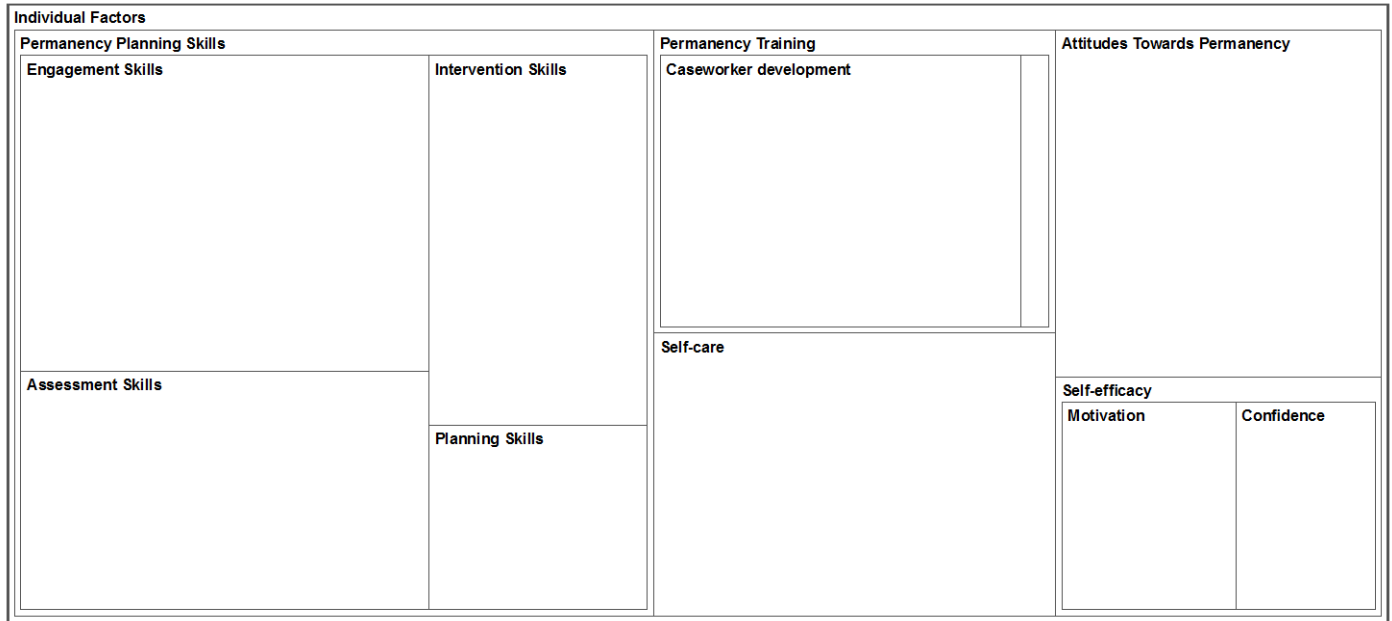 Individual Factors
Permanency Planning Skills
Engagement Skills
Intervention Skills
Assessment Skills
Planning Skills
Permanency Training
Caseworker development
Self-care
Attitudes Towards Permanency
Self-efficacy
Motivation
Confidence